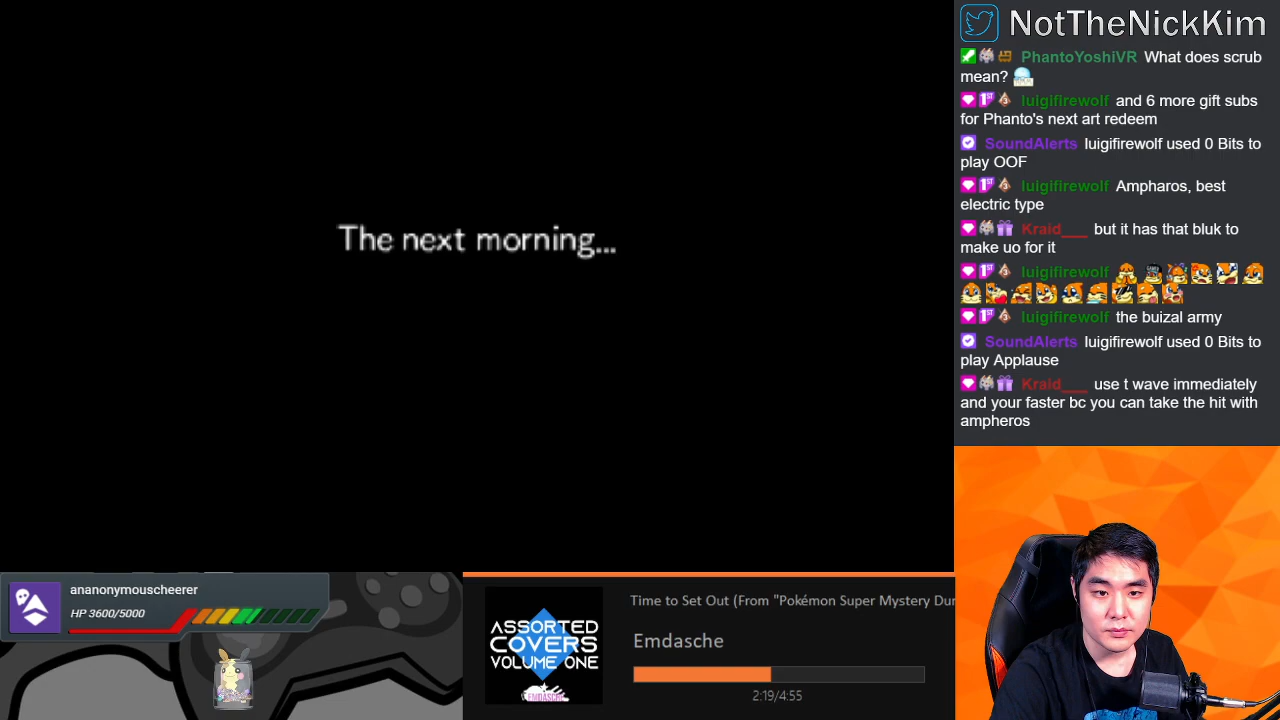 The next morning...
NotTheNickKim
PhantoYoshiVR What does scrub
mean?
luigifirewolf and 6 more gift subs
for Phanto's next art redeem
SoundAlerts luigifirewolf used 0 Bits to
play OOF
luigifirewolf Ampharos, best
electric type
Kraid___ but it has that bluk to
make uo for it
luigifirewolf
luigifirewolf the buizal army
SoundAlerts luigifirewolf used 0 Bits to
play Applause
Kraid___ use t wave immediately
and your faster bc you can take the hit with
ampheros
ananonymouscheerer
HP 3600/5000
ASSORTED
COVERS
VOLUME ONE
EMDASCHE
Time to Set Out (From "Pokémon Super Mystery Dun
Emdasche
2:19/4:55